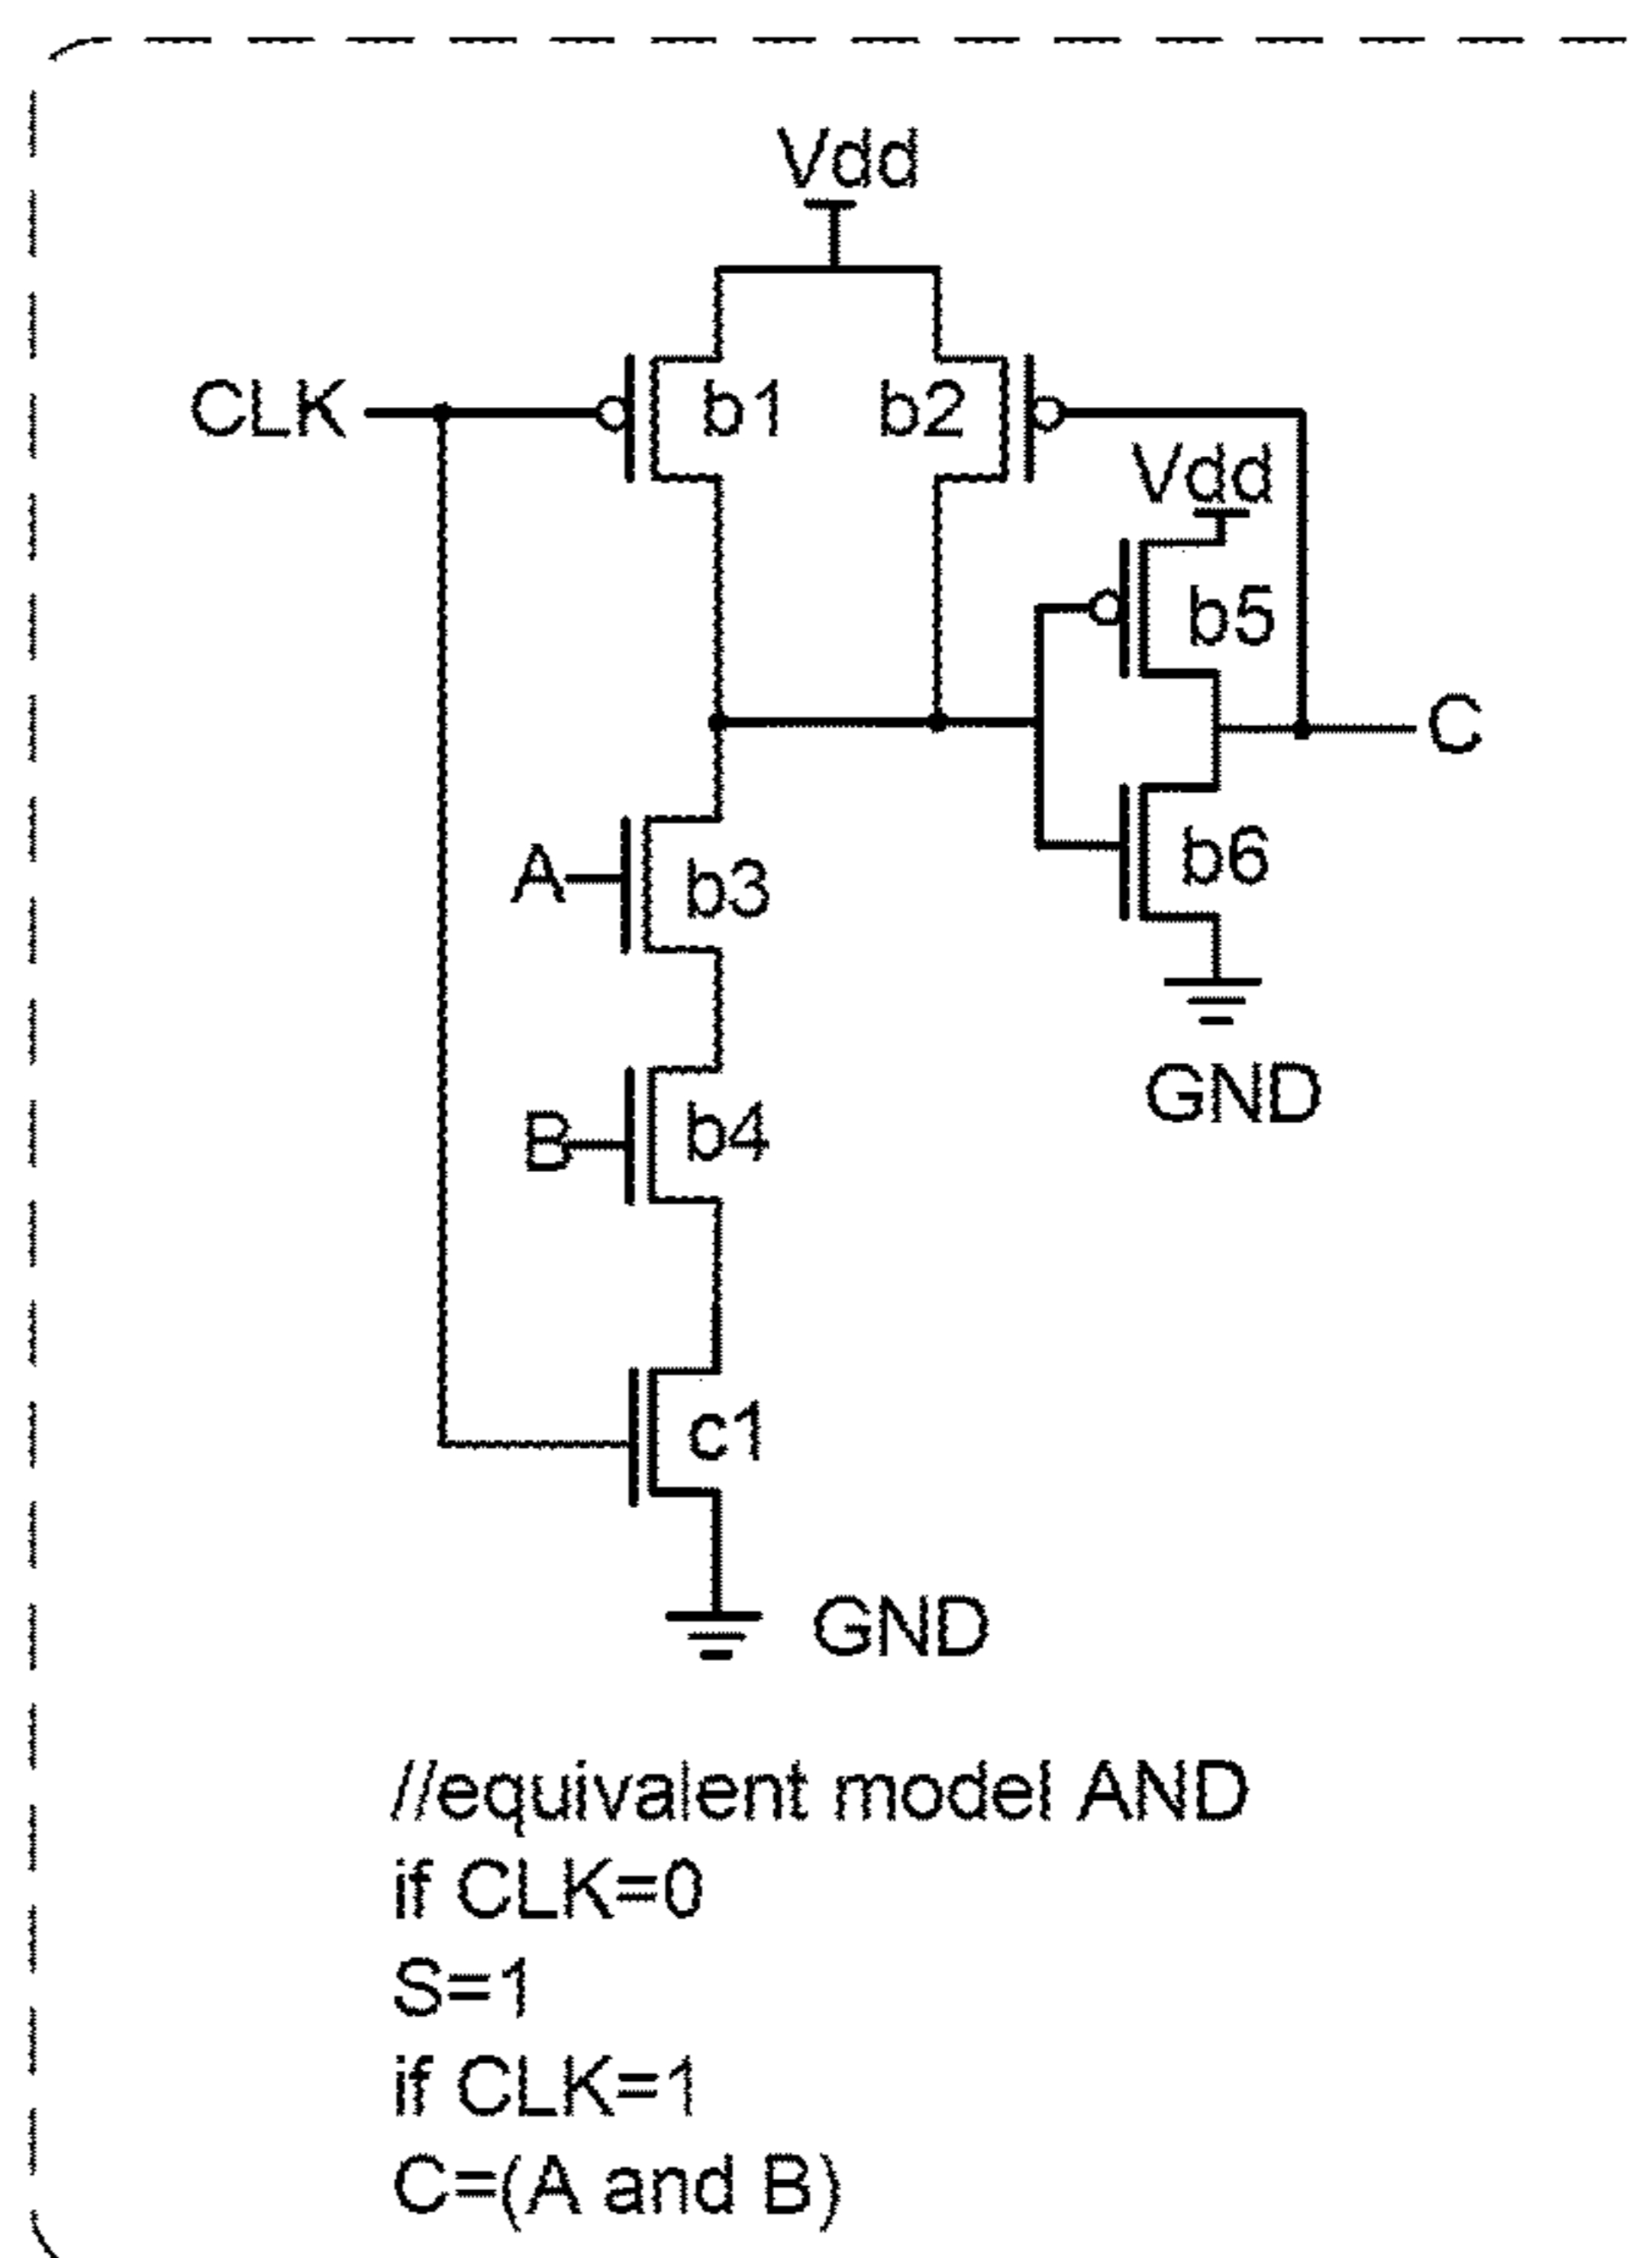 Vdd
CLK
b1
b2
Vdd
b5
C
A
b3
b6
B
b4
GND
c1
GND
//equivalent model AND
if CLK=0
S=1
if CLK=1
C=(A and B)